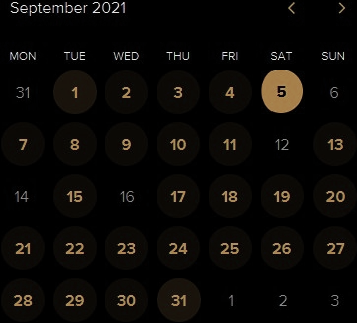 September 2021
MON TUE WED THU FRI SAT SUN
31 1 2 3 4 5 6
7 8 9 10 11 12 13
14 15 16 17 18 19 20
21 22 23 24 25 26 27
28 29 30 31 1 2 3